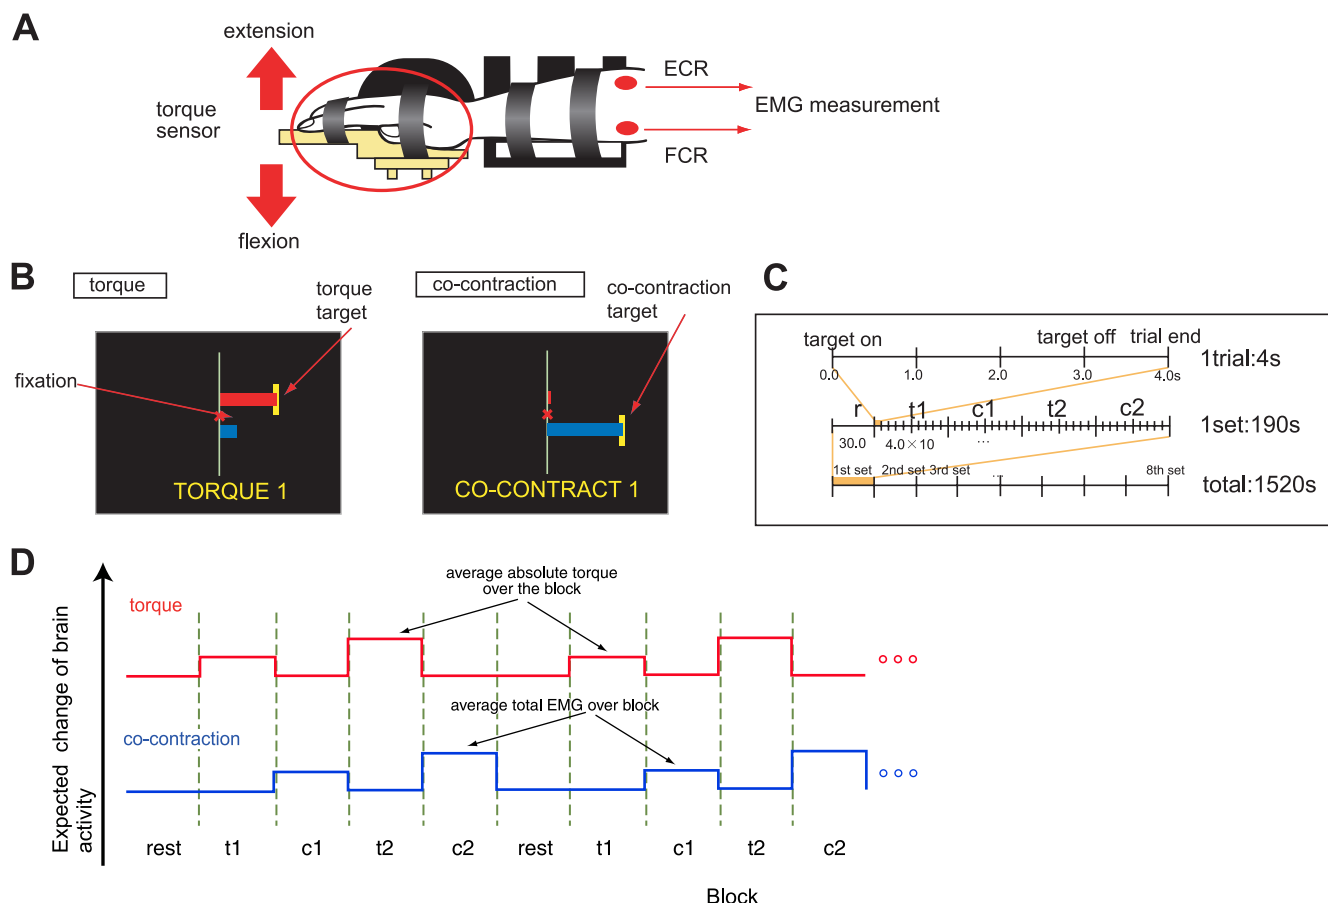 A
extension
torque
sensor
flexion
ECR
EMG measurement
FCR
B
torque
torque
target
fixation
TORQUE 1
co-contraction
co-contraction
target
CO-CONTRACT 1
C
target on
target off
trial end
1trial:4s
0.0
1.0
2.0
3.0
4.0s
r
t1
c1
t2
c2
1set:190s
30.0
4.0×10
...
1st set
2nd set
3rd set
...
8th set
total:1520s
D
Expected change of brain
activity
torque
average absolute torque
over the block
co-contraction
average total EMG over block
rest
t1
c1
t2
c2
rest
t1
c1
t2
c2
Block